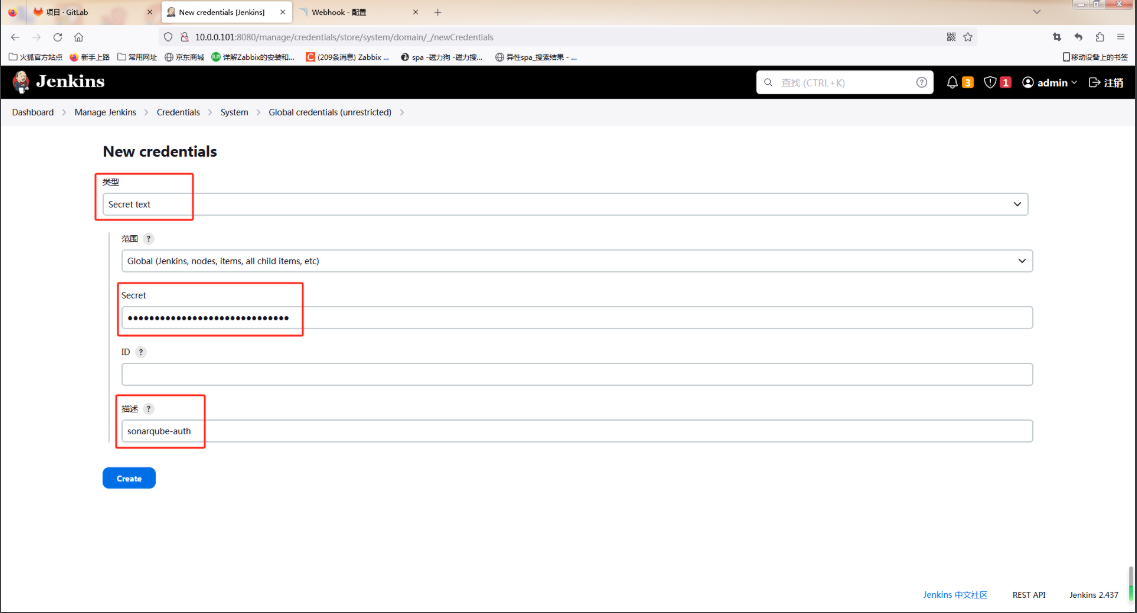 项目 · GitLab
New credentials [Jenkins]
Webhook - 配置
10.0.0.101:8080/manage/credentials/store/system/domain/_/newCredentials
火狐官方站点 新手上路 常用网址 京东商城 详解Zabbix的安装和... (209条消息) Zabbix ... spa -磁力狗 -磁力搜... 异性spa_搜索结果 - ... 移动设备上的书签
Jenkins
查找 (CTRL+K)
3
1
admin
注销
Dashboard
Manage Jenkins
Credentials
System
Global credentials (unrestricted)
New credentials
类型
Secret text
范围 ?
Global (Jenkins, nodes, items, all child items, etc)
Secret
ID ?
描述 ?
sonarqube-auth
Create
Jenkins 中文社区 REST API Jenkins 2.437